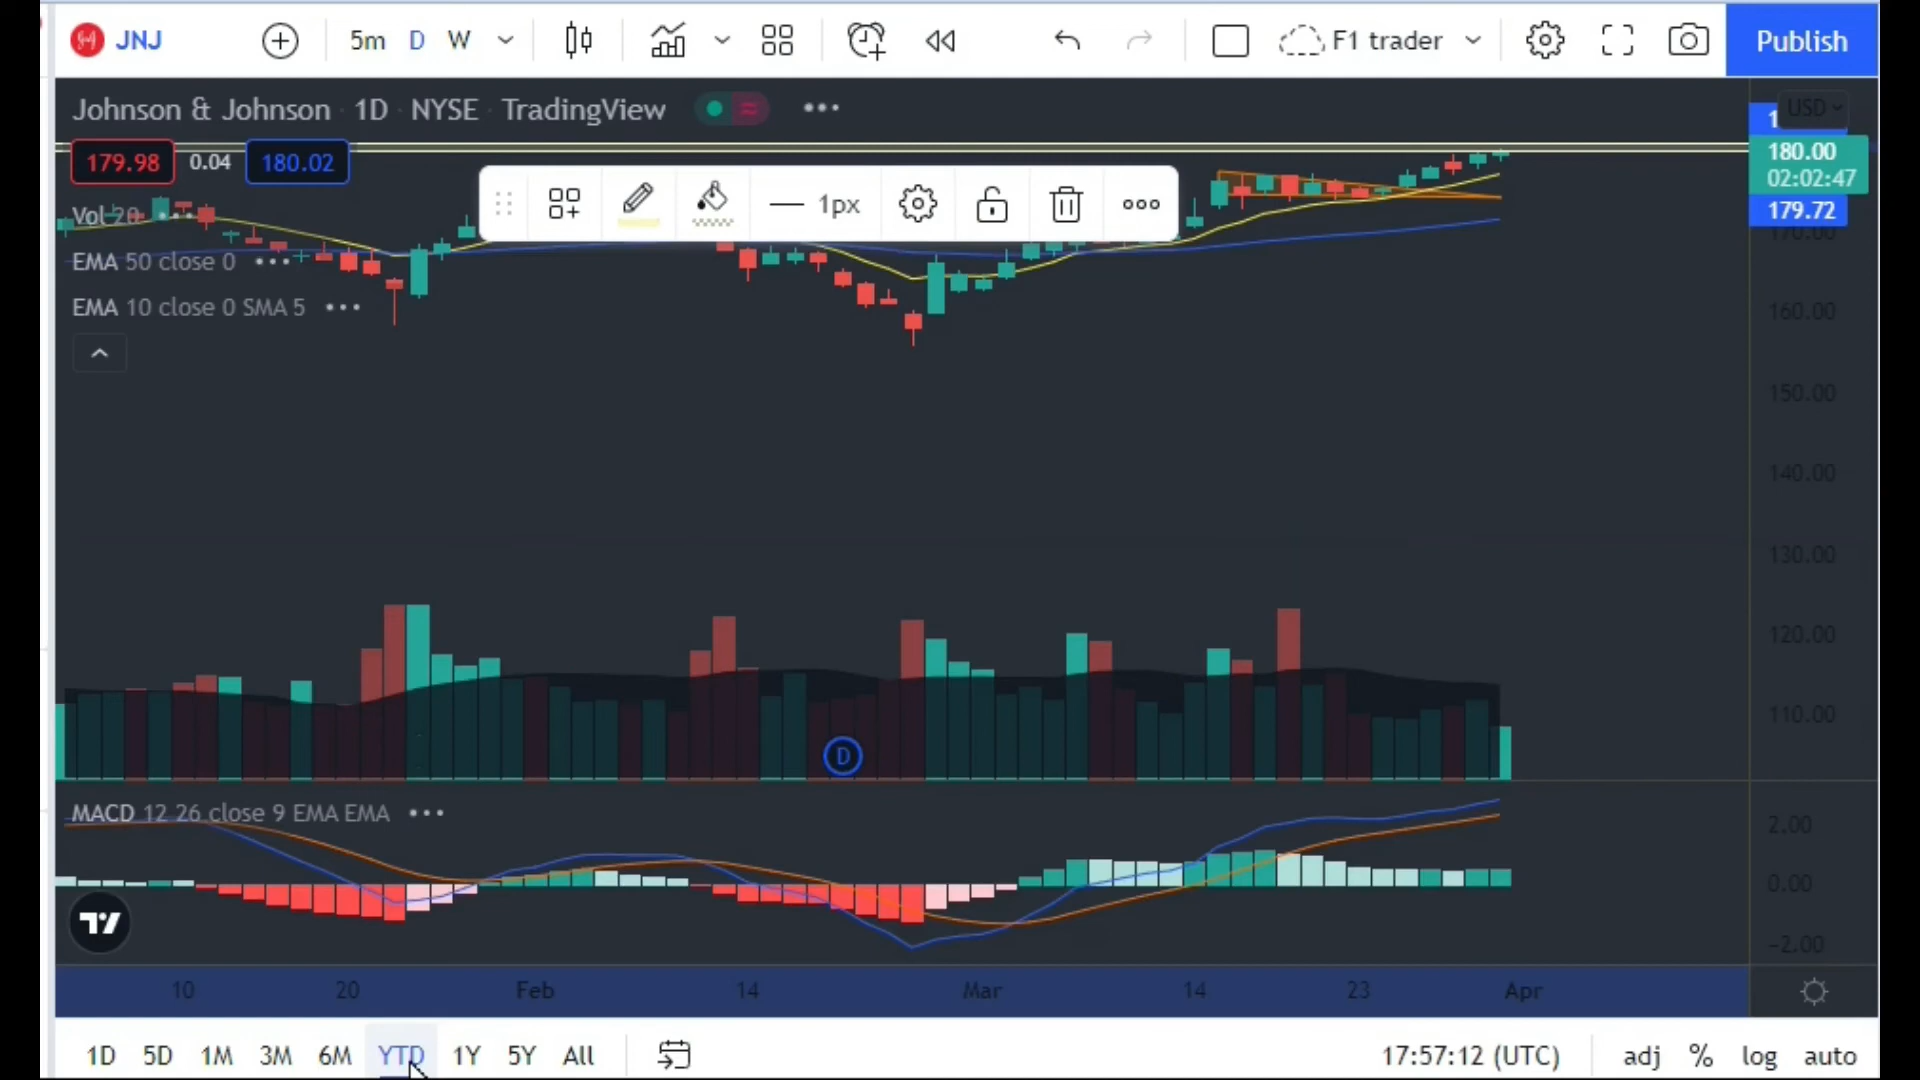 JNJ 5m D W F1 trader Publish
Johnson & Johnson · 1D · NYSE · TradingView
USD
1
179.98 0.04 180.02
180.00
02:02:47
179.72
Vol 20
1px
170.00
EMA 50 close 0
EMA 10 close 0 SMA 5
160.00
150.00
140.00
130.00
120.00
110.00
D
MACD 12 26 close 9 EMA EMA
2.00
0.00
-2.00
10 20 Feb 14 Mar 14 23 Apr
1D 5D 1M 3M 6M YTD 1Y 5Y All 17:57:12 (UTC) adj % log auto